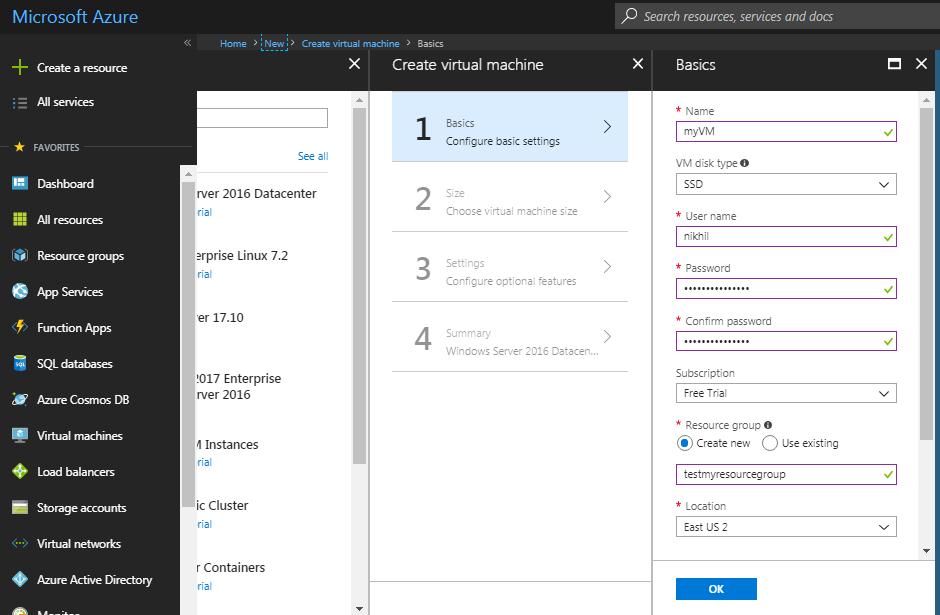 Microsoft Azure
Search resources, services and docs
«
Home > New > Create virtual machine > Basics
Create a resource
All services
FAVORITES
Dashboard
All resources
Resource groups
App Services
Function Apps
SQL databases
Azure Cosmos DB
Virtual machines
Load balancers
Storage accounts
Virtual networks
Azure Active Directory
See all
rver 2016 Datacenter
rial
erprise Linux 7.2
rial
er 17.10
2017 Enterprise
rver 2016
M Instances
rial
ic Cluster
rial
r Containers
rial
Create virtual machine
1
Basics
Configure basic settings
2
Size
Choose virtual machine size
3
Settings
Configure optional features
4
Summary
Windows Server 2016 Datacen...
Basics
* Name
myVM
VM disk type
SSD
* User name
nikhil
* Password
•••••••••••••••
* Confirm password
•••••••••••••••
Subscription
Free Trial
* Resource group
Create new
Use existing
testmyresourcegroup
* Location
East US 2
OK